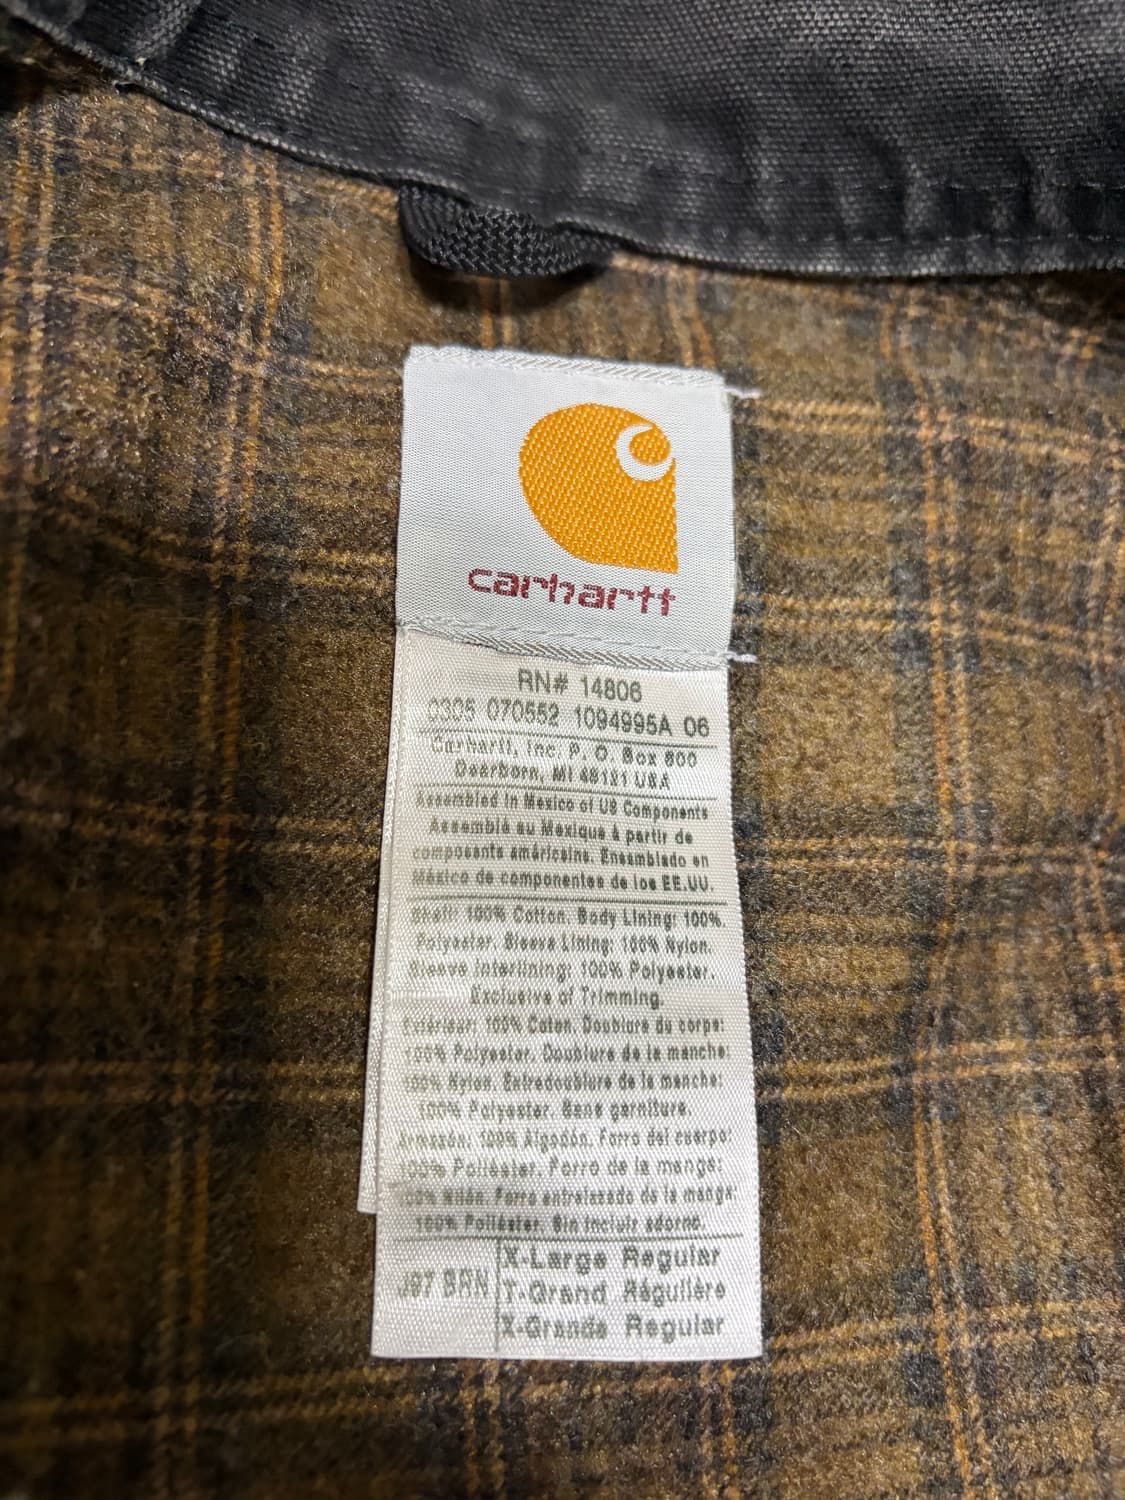 carhartt
RN# 14806
0305 070552 1094995A 06
Carhartt, Inc. P. O. Box 600
Dearborn, MI 48121 USA
Assembled in Mexico of US Components
Assemblé au Mexique à partir de
composants américains. Ensamblado en
México de componentes de los EE.UU.
Shell: 100% Cotton. Body Lining: 100%
Polyester. Sleeve Lining: 100% Nylon.
Sleeve Interlining: 100% Polyester.
Exclusive of Trimming.
Extérieur: 100% Coton. Doublure du corps:
100% Polyester. Doublure de la manche:
100% Nylon. Entredoublure de la manche:
100% Polyester. Sans garniture.
Armazón: 100% Algodón. Forro del cuerpo:
100% Poliéster. Forro de la manga:
100% Nilón. Forro entrelazado de la manga:
100% Poliéster. Sin incluir adorno.
J97 BRN
X-Large Regular
T-Grand Régulière
X-Grande Regular